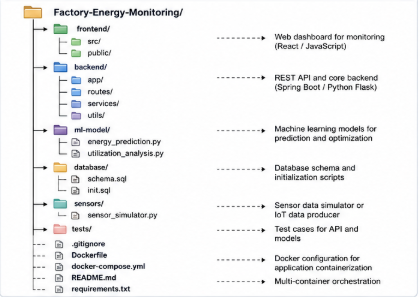 Factory-Energy-Monitoring/
frontend/
src/
public/
Web dashboard for monitoring
(React / JavaScript)
backend/
app/
routes/
services/
utils/
REST API and core backend
(Spring Boot / Python Flask)
ml-model/
energy_prediction.py
utilization_analysis.py
Machine learning models for
prediction and optimization
database/
schema.sql
init.sql
Database schema and
initialization scripts
sensors/
sensor_simulator.py
Sensor data simulator or
IoT data producer
tests/
Test cases for API and
models
.gitignore
Dockerfile
docker-compose.yml
README.md
requirements.txt
Docker configuration for
application containerization
Multi-container orchestration